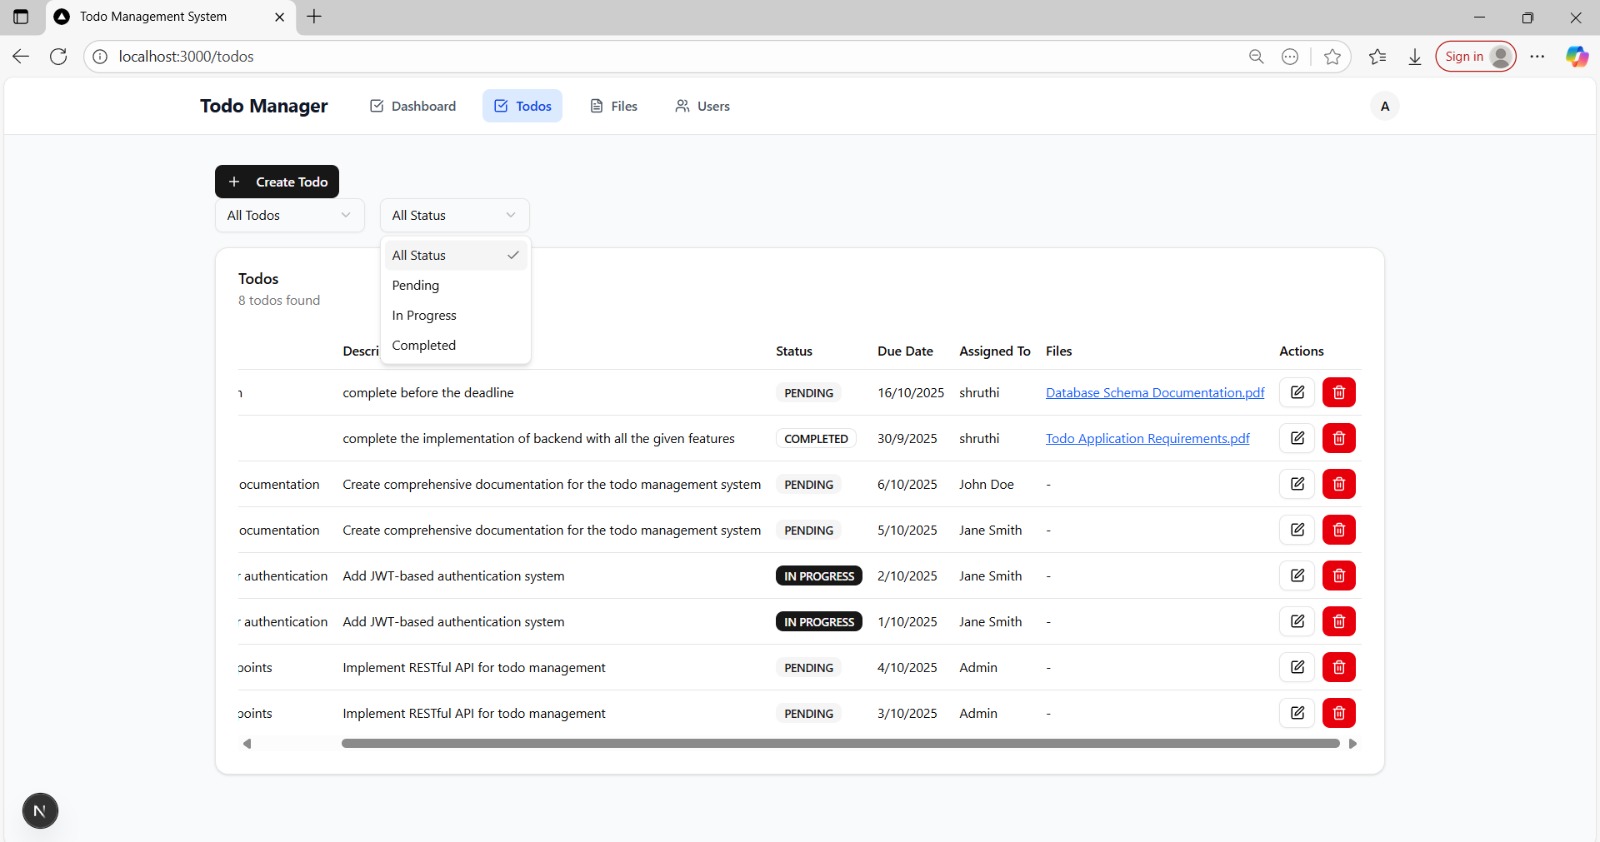 Todo Management System
localhost:3000/todos
Sign in
Todo Manager Dashboard Todos Files Users A
+ Create Todo
All Todos All Status
All Status
Pending
In Progress
Completed
Todos
8 todos found
Descri Status Due Date Assigned To Files Actions
complete before the deadline PENDING 16/10/2025 shruthi Database Schema Documentation.pdf
complete the implementation of backend with all the given features COMPLETED 30/9/2025 shruthi Todo Application Requirements.pdf
ocumentation Create comprehensive documentation for the todo management system PENDING 6/10/2025 John Doe -
ocumentation Create comprehensive documentation for the todo management system PENDING 5/10/2025 Jane Smith -
authentication Add JWT-based authentication system IN PROGRESS 2/10/2025 Jane Smith -
authentication Add JWT-based authentication system IN PROGRESS 1/10/2025 Jane Smith -
points Implement RESTful API for todo management PENDING 4/10/2025 Admin -
points Implement RESTful API for todo management PENDING 3/10/2025 Admin -
N